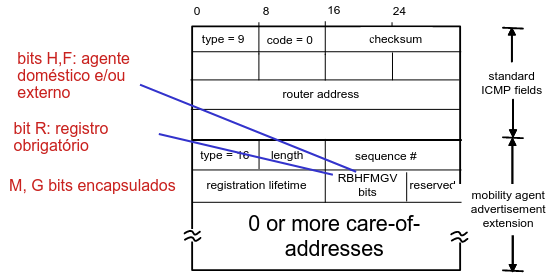 0 8 16 24
type = 9 code = 0 checksum
router address
standard
ICMP fields
bits H,F: agente
doméstico e/ou
externo
bit R: registro
obrigatório
M, G bits encapsulados
type = 16 length sequence #
registration lifetime RBHFMGV
bits reserved
mobility agent
advertisement
extension
0 or more care-of-
addresses